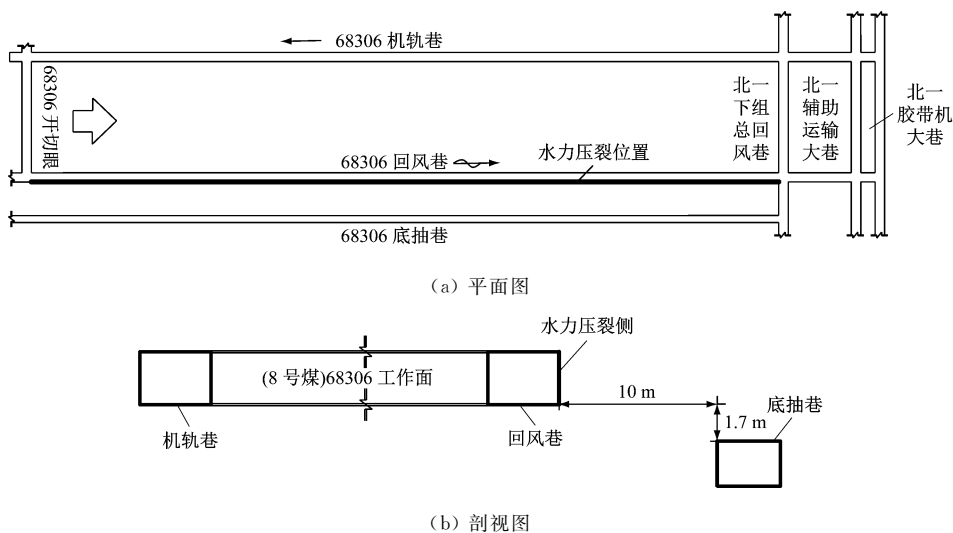 68306 机轨巷
68306 开切眼
北一
下组
总回
风巷
北一
辅助
运输
大巷
北一
胶带机
大巷
68306 回风巷
水力压裂位置
68306 底抽巷
(a) 平面图
水力压裂侧
(8 号煤)68306 工作面
10 m
底抽巷
1.7 m
机轨巷
回风巷
(b) 剖视图